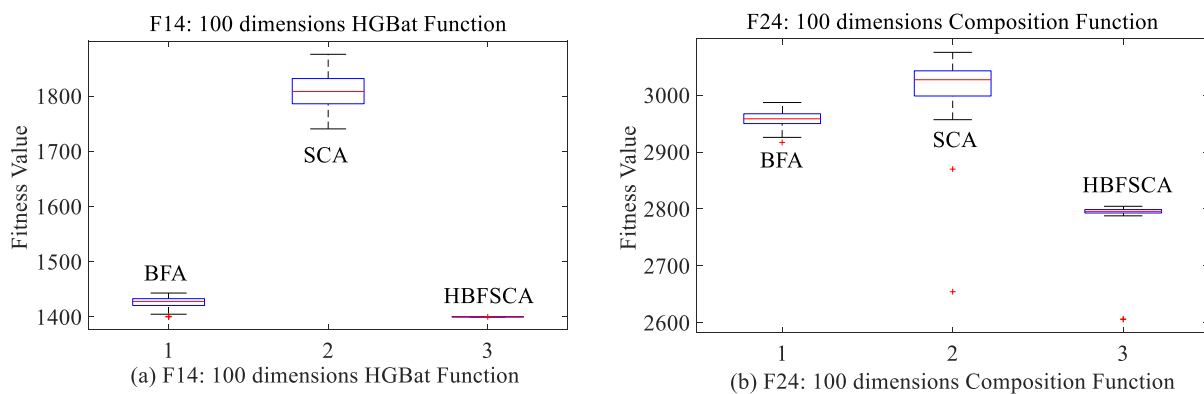 F14: 100 dimensions HGBat Function
Fitness Value
1800
1700
1600
1500
1400
BFA
SCA
HBFSCA
1
2
3
(a) F14: 100 dimensions HGBat Function
F24: 100 dimensions Composition Function
Fitness Value
3000
2900
2800
2700
2600
BFA
SCA
HBFSCA
1
2
3
(b) F24: 100 dimensions Composition Function